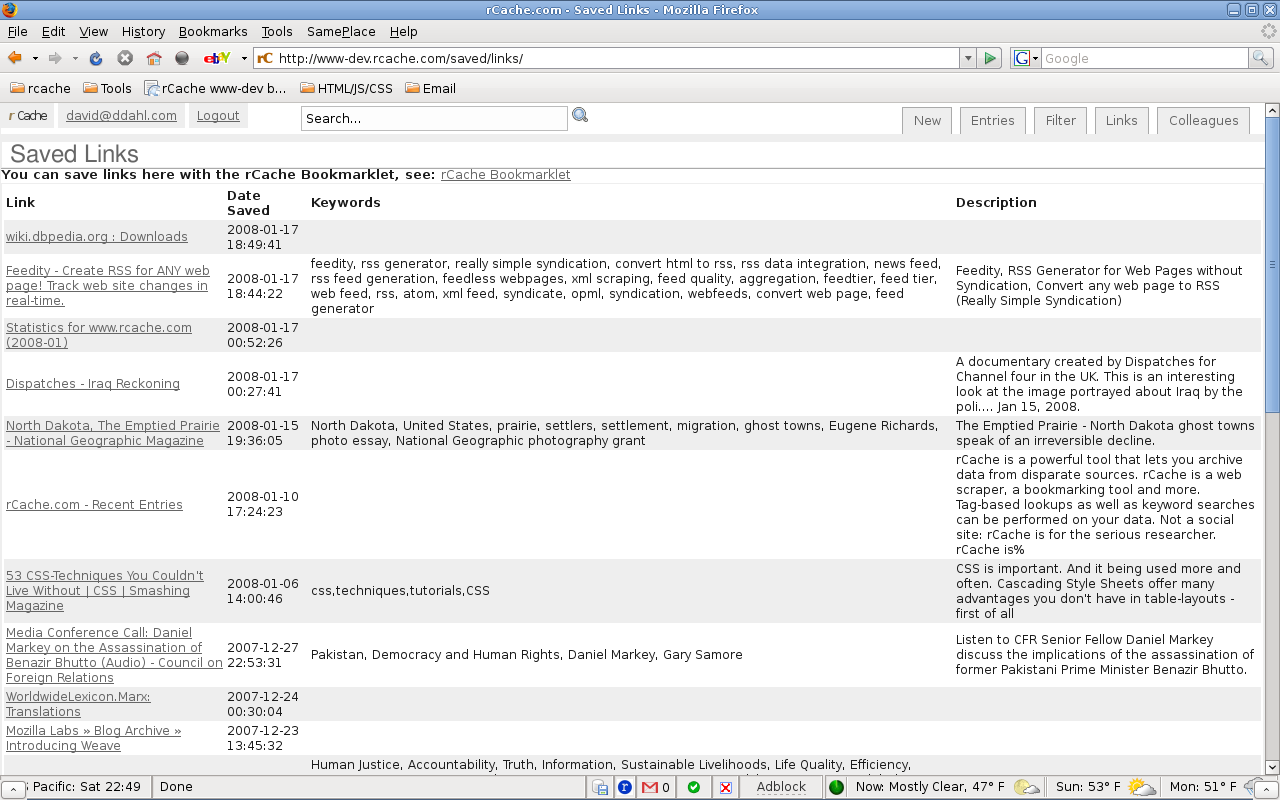 rCache.com - Saved Links - Mozilla Firefox
File Edit View History Bookmarks Tools SamePlace Help
ebY rC http://www-dev.rcache.com/saved/links/ G Google
rcache Tools rCache www-dev b... HTML/JS/CSS Email
r Cache david@ddahl.com Logout Search... New Entries Filter Links Colleagues
Saved Links
You can save links here with the rCache Bookmarklet, see: rCache Bookmarklet
Link Date Saved Keywords Description
wiki.dbpedia.org : Downloads
2008-01-17
18:49:41
Feedity - Create RSS for ANY web
page! Track web site changes in
real-time.
2008-01-17
18:44:22
feedity, rss generator, really simple syndication, convert html to rss, rss data integration, news feed,
rss feed generation, feedless webpages, xml scraping, feed quality, aggregation, feedtier, feed tier,
web feed, rss, atom, xml feed, syndicate, opml, syndication, webfeeds, convert web page, feed
generator
Feedity, RSS Generator for Web Pages without
Syndication, Convert any web page to RSS
(Really Simple Syndication)
Statistics for www.rcache.com
(2008-01)
2008-01-17
00:52:26
Dispatches - Iraq Reckoning
2008-01-17
00:27:41
A documentary created by Dispatches for
Channel four in the UK. This is an interesting
look at the image portrayed about Iraq by the
poli.... Jan 15, 2008.
North Dakota, The Emptied Prairie
- National Geographic Magazine
2008-01-15
19:36:05
North Dakota, United States, prairie, settlers, settlement, migration, ghost towns, Eugene Richards,
photo essay, National Geographic photography grant
The Emptied Prairie - North Dakota ghost towns
speak of an irreversible decline.
rCache.com - Recent Entries
2008-01-10
17:24:23
rCache is a powerful tool that lets you archive
data from disparate sources. rCache is a web
scraper, a bookmarking tool and more.
Tag-based lookups as well as keyword searches
can be performed on your data. Not a social
site: rCache is for the serious researcher.
rCache is%
53 CSS-Techniques You Couldn't
Live Without | CSS | Smashing
Magazine
2008-01-06
14:00:46
css,techniques,tutorials,CSS
CSS is important. And it being used more and
often. Cascading Style Sheets offer many
advantages you don't have in table-layouts -
first of all
Media Conference Call: Daniel
Markey on the Assassination of
Benazir Bhutto (Audio) - Council on
Foreign Relations
2007-12-27
22:53:31
Pakistan, Democracy and Human Rights, Daniel Markey, Gary Samore
Listen to CFR Senior Fellow Daniel Markey
discuss the implications of the assassination of
former Pakistani Prime Minister Benazir Bhutto.
WorldwideLexicon.Marx:
Translations
2007-12-24
00:30:04
Mozilla Labs » Blog Archive »
Introducing Weave
2007-12-23
13:45:32
Human Justice, Accountability, Truth, Information, Sustainable Livelihoods, Life Quality, Efficiency,
Pacific: Sat 22:49 Done r 0 Adblock Now: Mostly Clear, 47° F Sun: 53° F Mon: 51° F